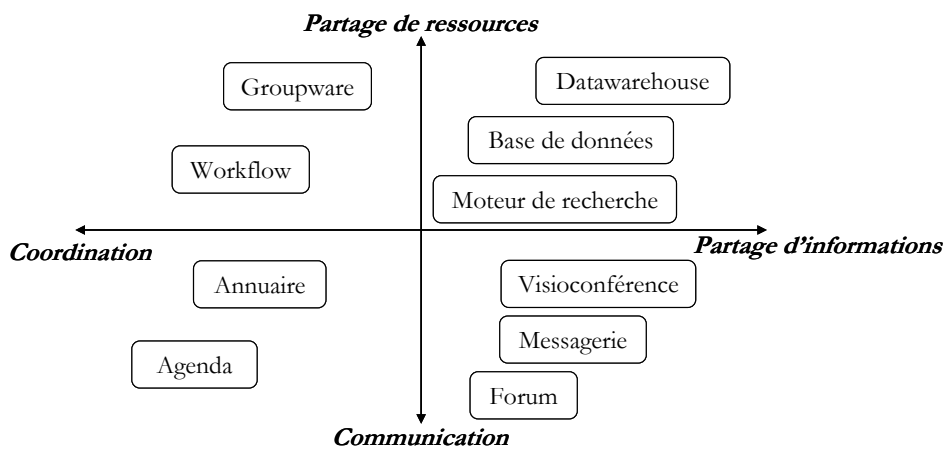 Partage de ressources
Groupware
Datawarehouse
Base de données
Workflow
Moteur de recherche
Coordination
Partage d'informations
Annuaire
Visioconférence
Messagerie
Agenda
Forum
Communication